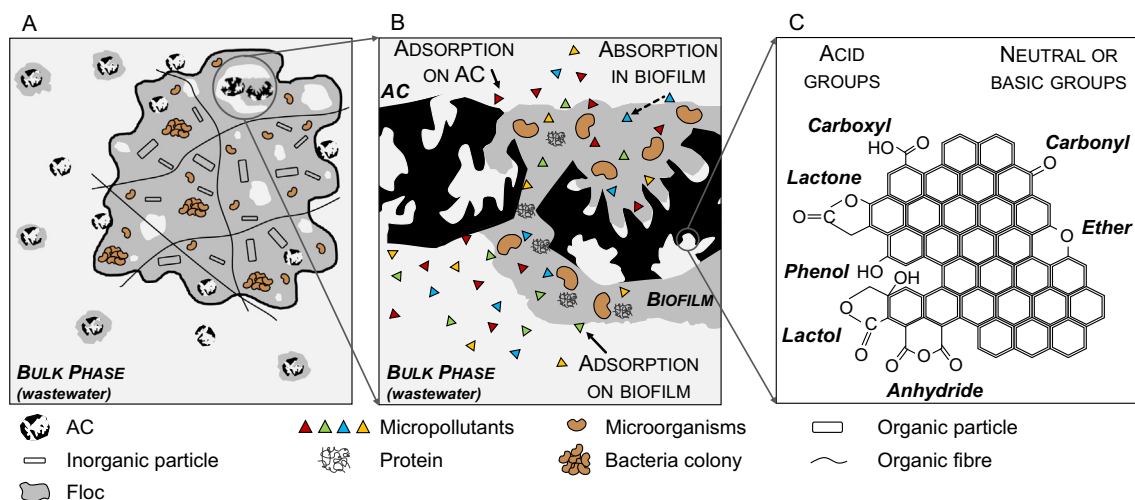 A
BULK PHASE
(wastewater)
B
ADSORPTION
ON AC
ABSORPTION
IN BIOFILM
AC
BIOFILM
BULK PHASE
(wastewater)
ADSORPTION
ON BIOFILM
C
ACID
GROUPS
NEUTRAL OR
BASIC GROUPS
Carboxyl
HO
O
Carbonyl
O
Lactone
O
O=C
Ether
O
Phenol
HO
OH
Lactol
O
C
O
O
O
O
Anhydride
AC
Micropollutants
Microorganisms
Organic particle
Inorganic particle
Protein
Bacteria colony
Organic fibre
Floc